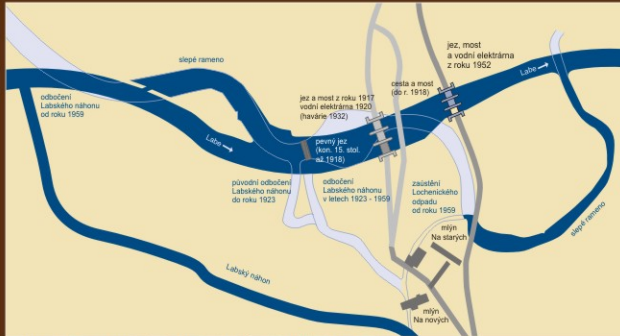 jez, most
a vodní elektrárna
z roku 1952
slepé rameno
Labe
odbočení
Labského náhonu
od roku 1959
jez a most z roku 1917
vodní elektrárna 1920
(havárie 1932)
cesta a most
(do r. 1918)
Labe
pevný jez
(kon. 15. stol.
až 1918)
původní odbočení
Labského náhonu
do roku 1923
odbočení
Labského náhonu
v letech 1923 - 1959
zaústění
Lochenického
odpadu
od roku 1959
slepé rameno
mlýn
Na starých
Labský náhon
mlýn
Na nových